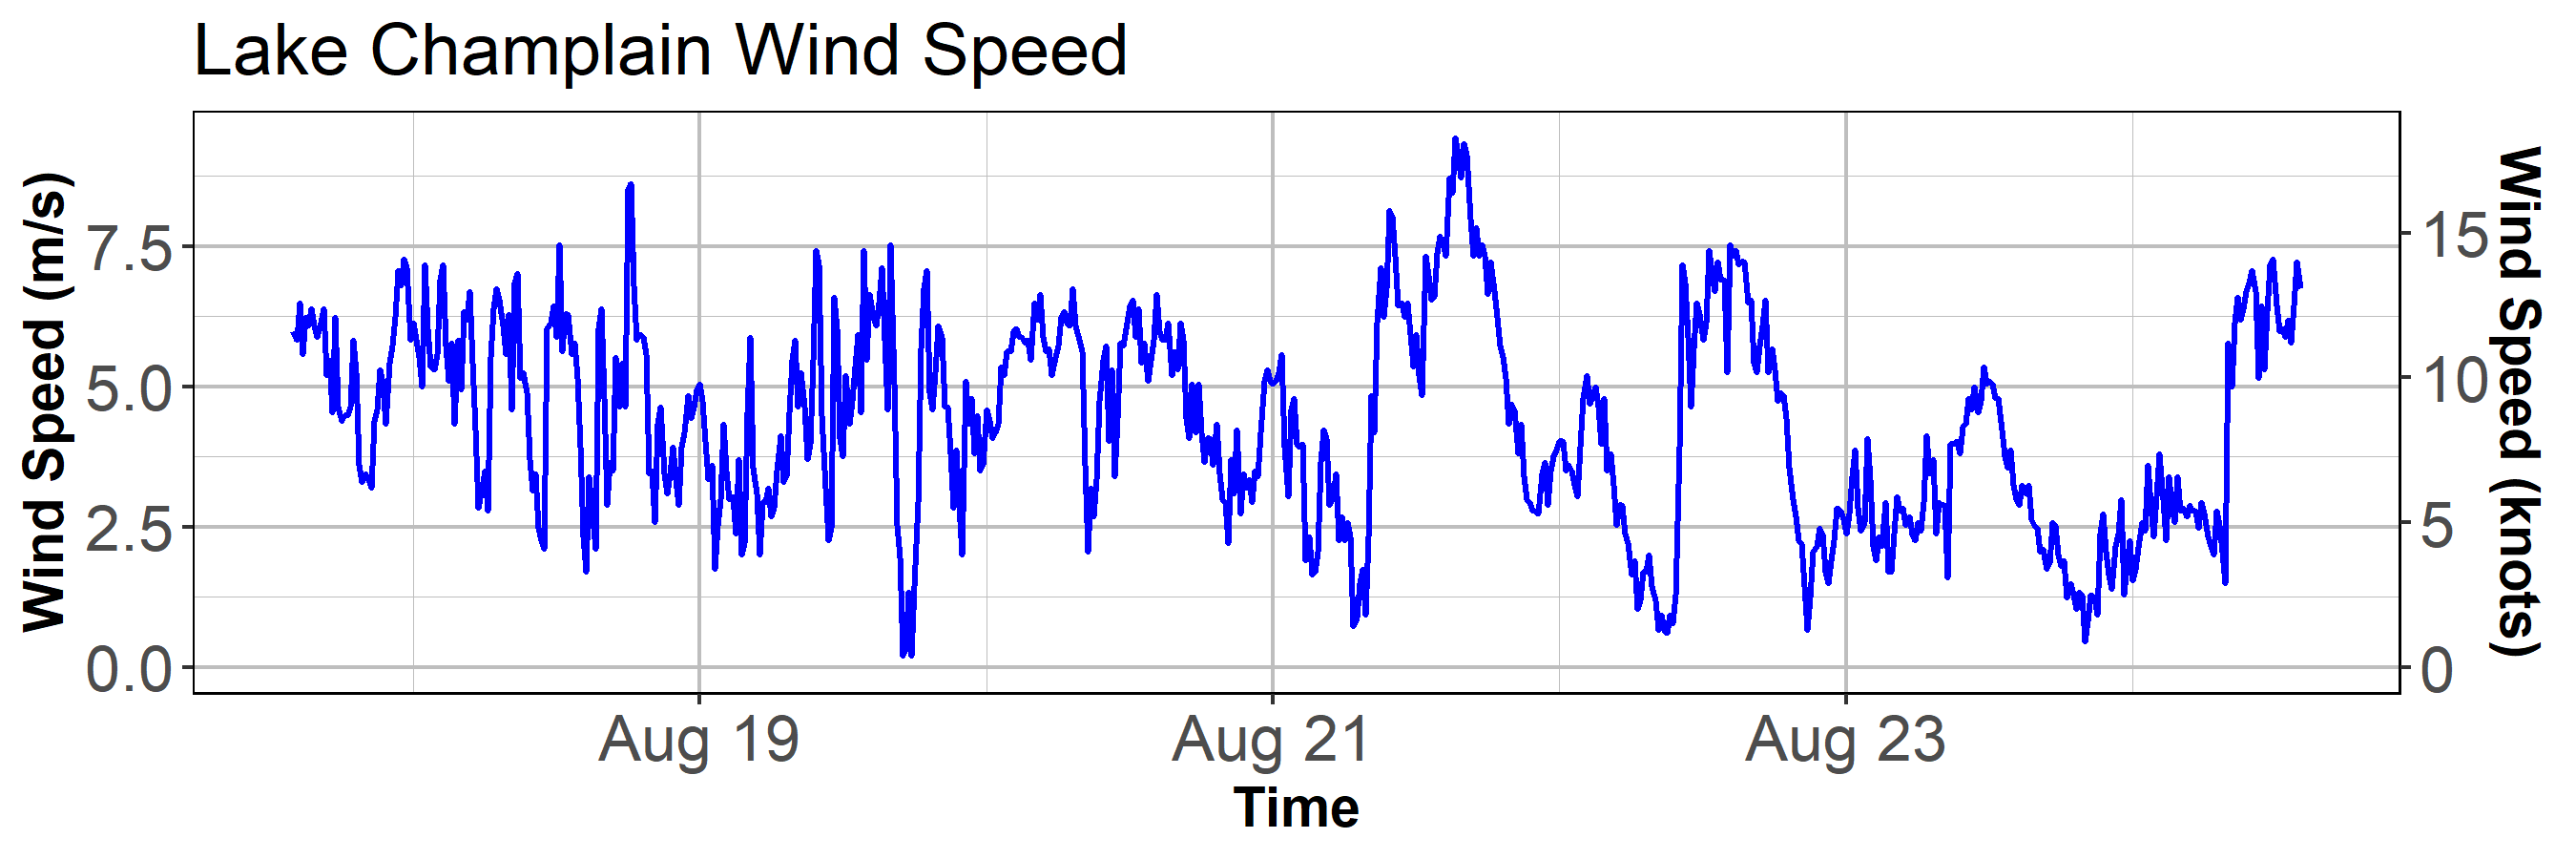 Lake Champlain Wind Speed
Wind Speed (m/s)
7.5
5.0
2.5
0.0
15
10
5
0
Wind Speed (knots)
Aug 19
Aug 21
Aug 23
Time